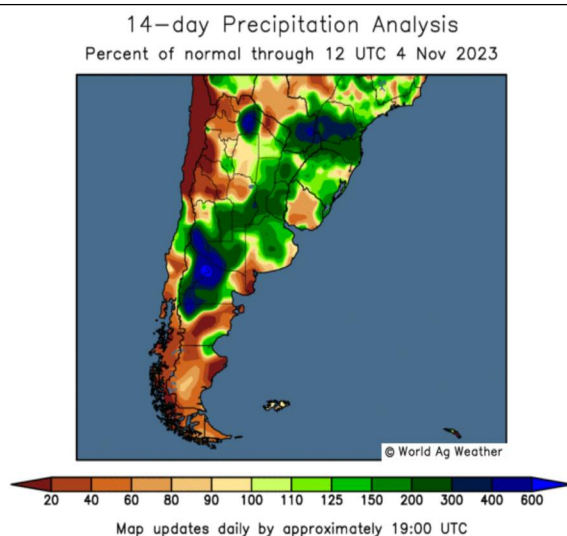 14-day Precipitation Analysis
Percent of normal through 12 UTC 4 Nov 2023
© World Ag Weather
20 40 60 80 90 100 110 125 150 200 300 400 600
Map updates daily by approximately 19:00 UTC